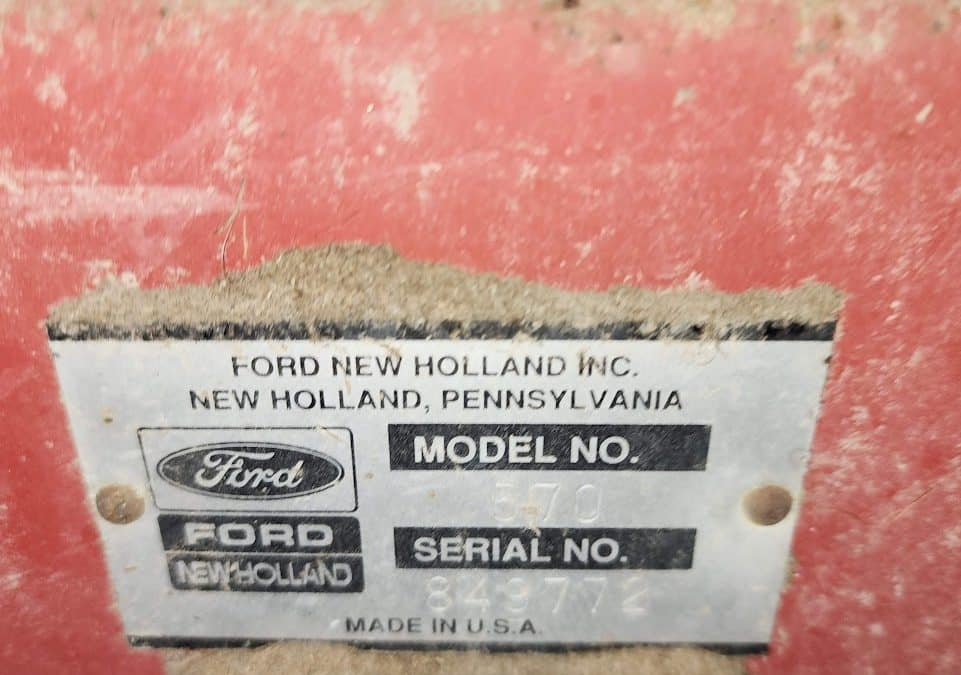 FORD NEW HOLLAND INC.
NEW HOLLAND, PENNSYLVANIA
Ford
FORD
NEW HOLLAND
MODEL NO.
570
SERIAL NO.
849772
MADE IN U.S.A.